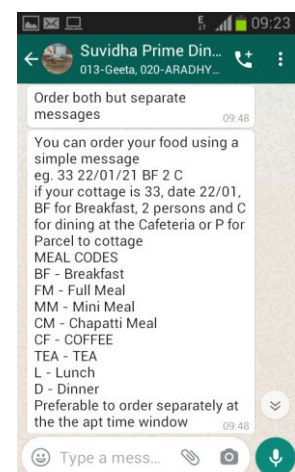 09:23
Suvidha Prime Din...
013-Geeta, 020-ARADHY...
Order both but separate
messages
09:48
You can order your food using a
simple message
eg. 33 22/01/21 BF 2 C
if your cottage is 33, date 22/01,
BF for Breakfast, 2 persons and C
for dining at the Cafeteria or P for
Parcel to cottage
MEAL CODES
BF - Breakfast
FM - Full Meal
MM - Mini Meal
CM - Chapatti Meal
CF - COFFEE
TEA - TEA
L - Lunch
D - Dinner
Preferable to order separately at
the the apt time window
09:48
Type a mess...